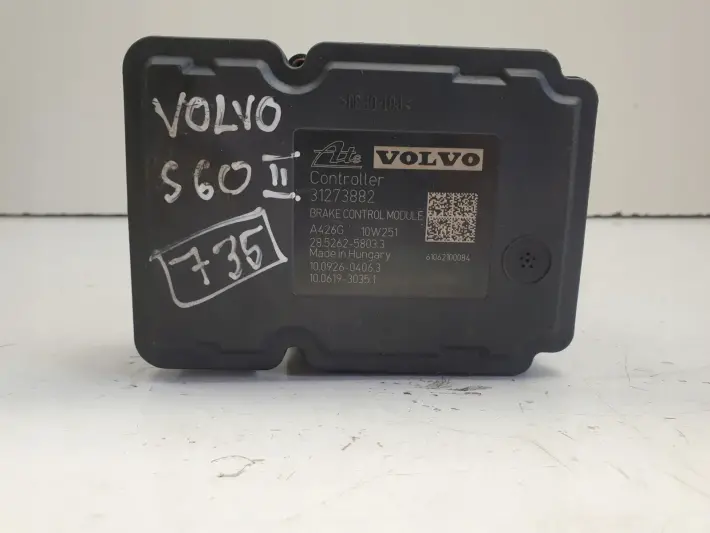 VOLVO
S60 II
735
Ate VOLVO
Controller
31273882
BRAKE CONTROL MODULE
A426G 10W251
28.5262-5803.3
Made in Hungary
61062100084
10.0926-0406.3
10.0619-3035.1